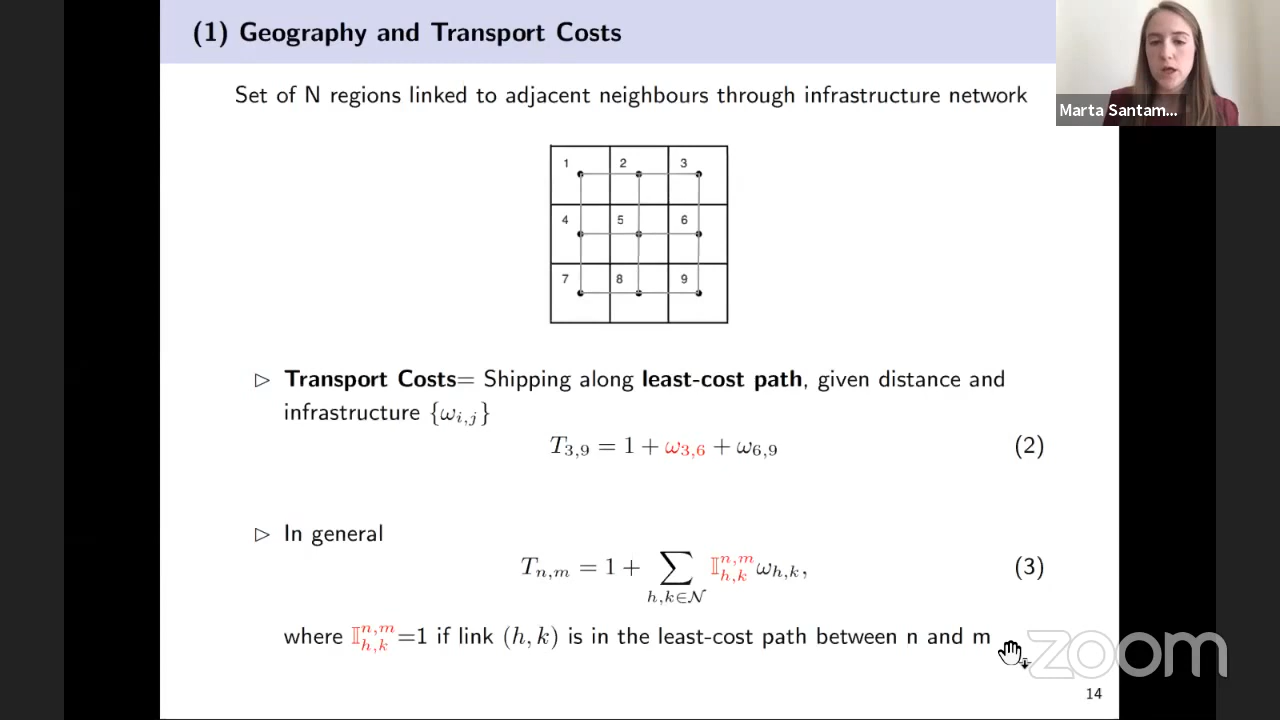 (1) Geography and Transport Costs
Set of N regions linked to adjacent neighbours through infrastructure network
Marta Santam...
1 2 3
4 5 6
7 8 9
▷ Transport Costs= Shipping along least-cost path, given distance and
infrastructure {ω_{i,j}}
T_{3,9} = 1 + ω_{3,6} + ω_{6,9} (2)
▷ In general
T_{n,m} = 1 + ∑_{h,k∈𝒩} 𝕀^{n,m}_{h,k} ω_{h,k}, (3)
where 𝕀^{n,m}_{h,k}=1 if link (h, k) is in the least-cost path between n and m
zoom
14